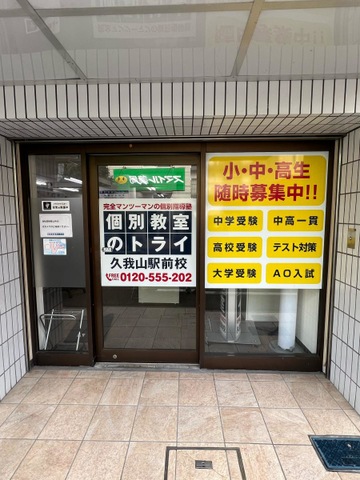 完全マンツーマンの個別指導塾
個別教室
のトライ
久我山駅前校
0120-555-202
小・中・高生
随時募集中!!
中学受験
中高一貫
高校受験
テスト対策
大学受験
AO入試